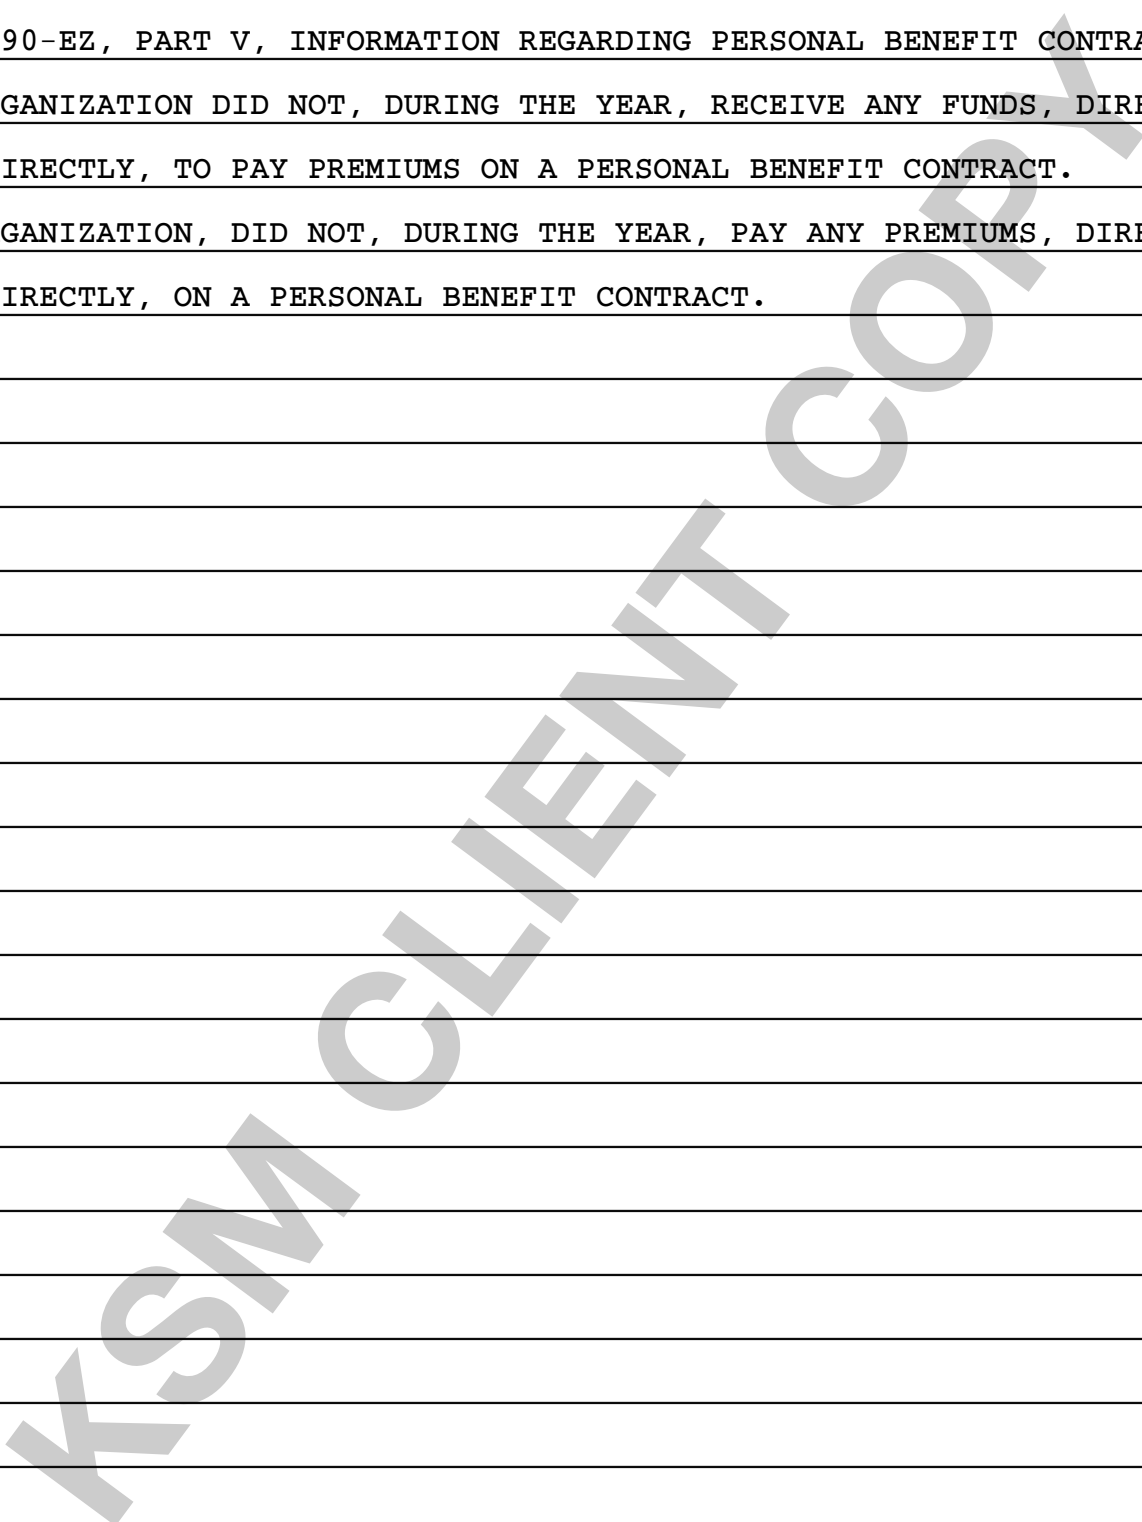 90-EZ, PART V, INFORMATION REGARDING PERSONAL BENEFIT CONTRA
GANIZATION DID NOT, DURING THE YEAR, RECEIVE ANY FUNDS, DIRE
IRECTLY, TO PAY PREMIUMS ON A PERSONAL BENEFIT CONTRACT.
GANIZATION, DID NOT, DURING THE YEAR, PAY ANY PREMIUMS, DIRE
IRECTLY, ON A PERSONAL BENEFIT CONTRACT.
KSM CLIENT COPY